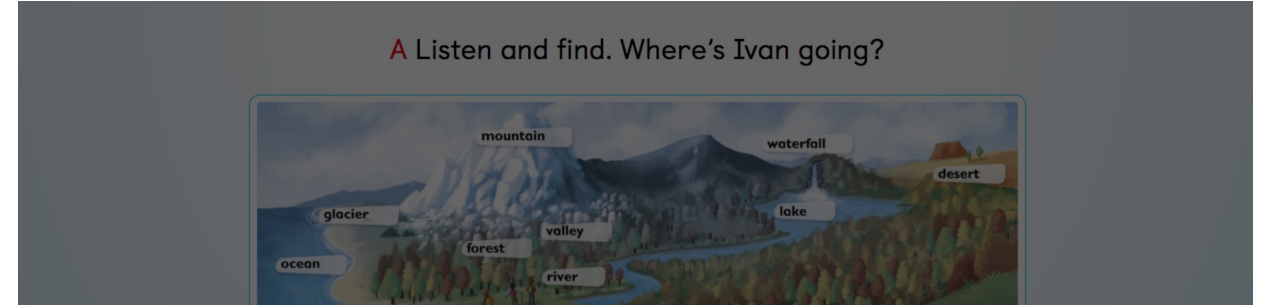 A Listen and find. Where's Ivan going?
mountain
waterfall
desert
glacier
lake
valley
forest
ocean
river